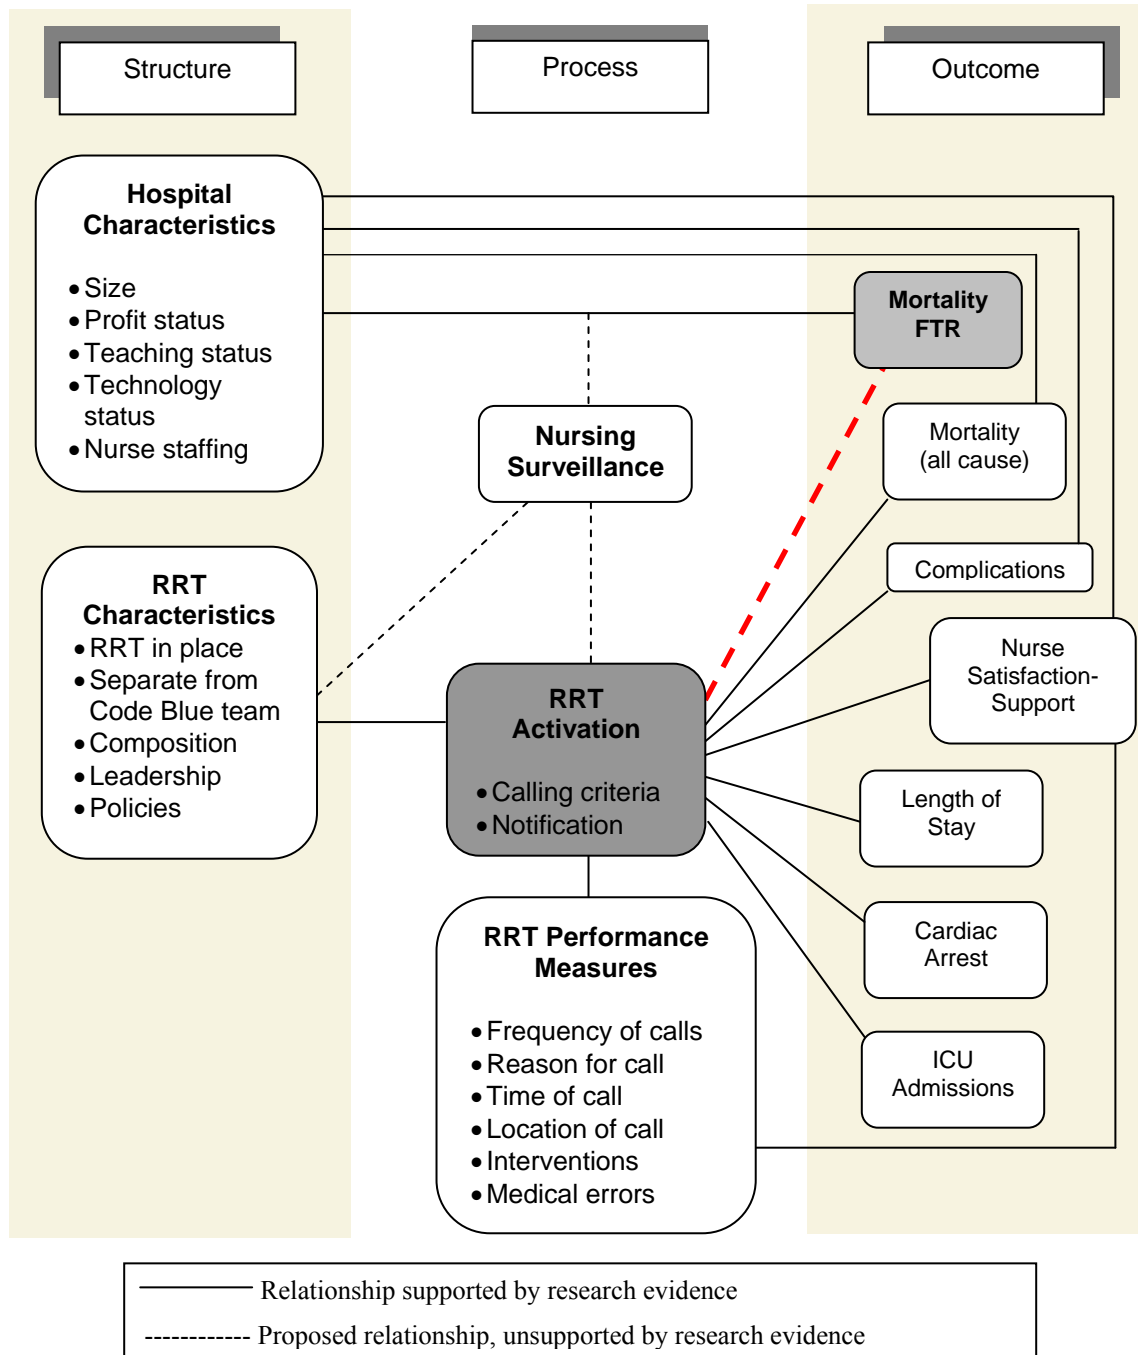 Structure
Process
Outcome
Hospital
Characteristics
• Size
• Profit status
• Teaching status
• Technology
status
• Nurse staffing
Mortality
FTR
Nursing
Surveillance
Mortality
(all cause)
Complications
RRT
Characteristics
• RRT in place
• Separate from
Code Blue team
• Composition
• Leadership
• Policies
RRT
Activation
• Calling criteria
• Notification
Nurse
Satisfaction-
Support
Length of
Stay
Cardiac
Arrest
ICU
Admissions
RRT Performance
Measures
• Frequency of calls
• Reason for call
• Time of call
• Location of call
• Interventions
• Medical errors
Relationship supported by research evidence
Proposed relationship, unsupported by research evidence